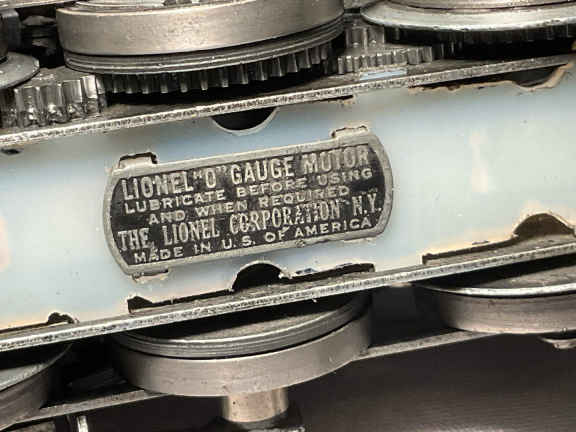 LIONEL "O" GAUGE MOTOR
LUBRICATE BEFORE USING
AND WHEN REQUIRED
THE LIONEL CORPORATION N.Y.
MADE IN U.S. OF AMERICA